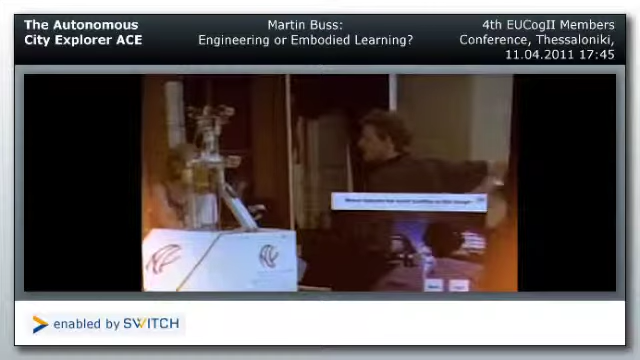 The Autonomous
City Explorer ACE
Martin Buss:
Engineering or Embodied Learning?
4th EUCogII Members
Conference, Thessaloniki,
11.04.2011 17:45
enabled by SWITCH